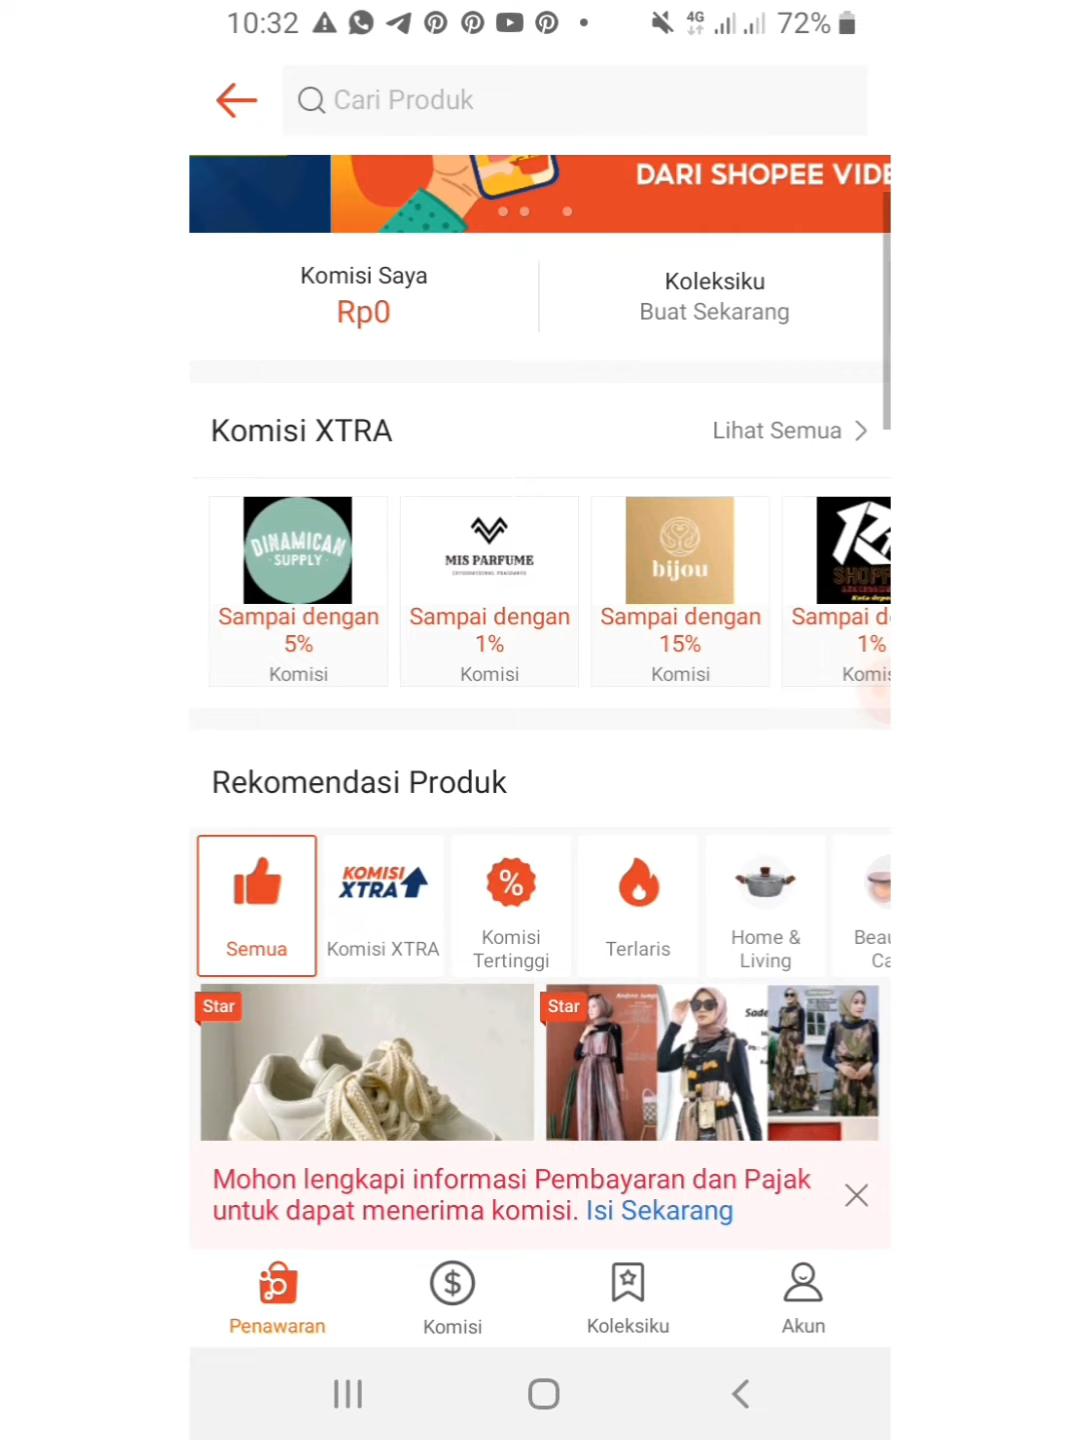 10:32
4G
72%
Cari Produk
DARI SHOPEE VIDE
Komisi Saya
Rp0
Koleksiku
Buat Sekarang
Komisi XTRA
Lihat Semua
DINAMICAN
SUPPLY
Sampai dengan
5%
Komisi
MIS PARFUME
Sampai dengan
1%
Komisi
bijou
Sampai dengan
15%
Komisi
SHOP
Sampai d
1%
Komis
Rekomendasi Produk
Semua
KOMISI
XTRA
Komisi XTRA
%
Komisi
Tertinggi
Terlaris
Home &
Living
Beau
Ca
Star
Star
Sade
Mohon lengkapi informasi Pembayaran dan Pajak
untuk dapat menerima komisi. Isi Sekarang
Penawaran
Komisi
Koleksiku
Akun